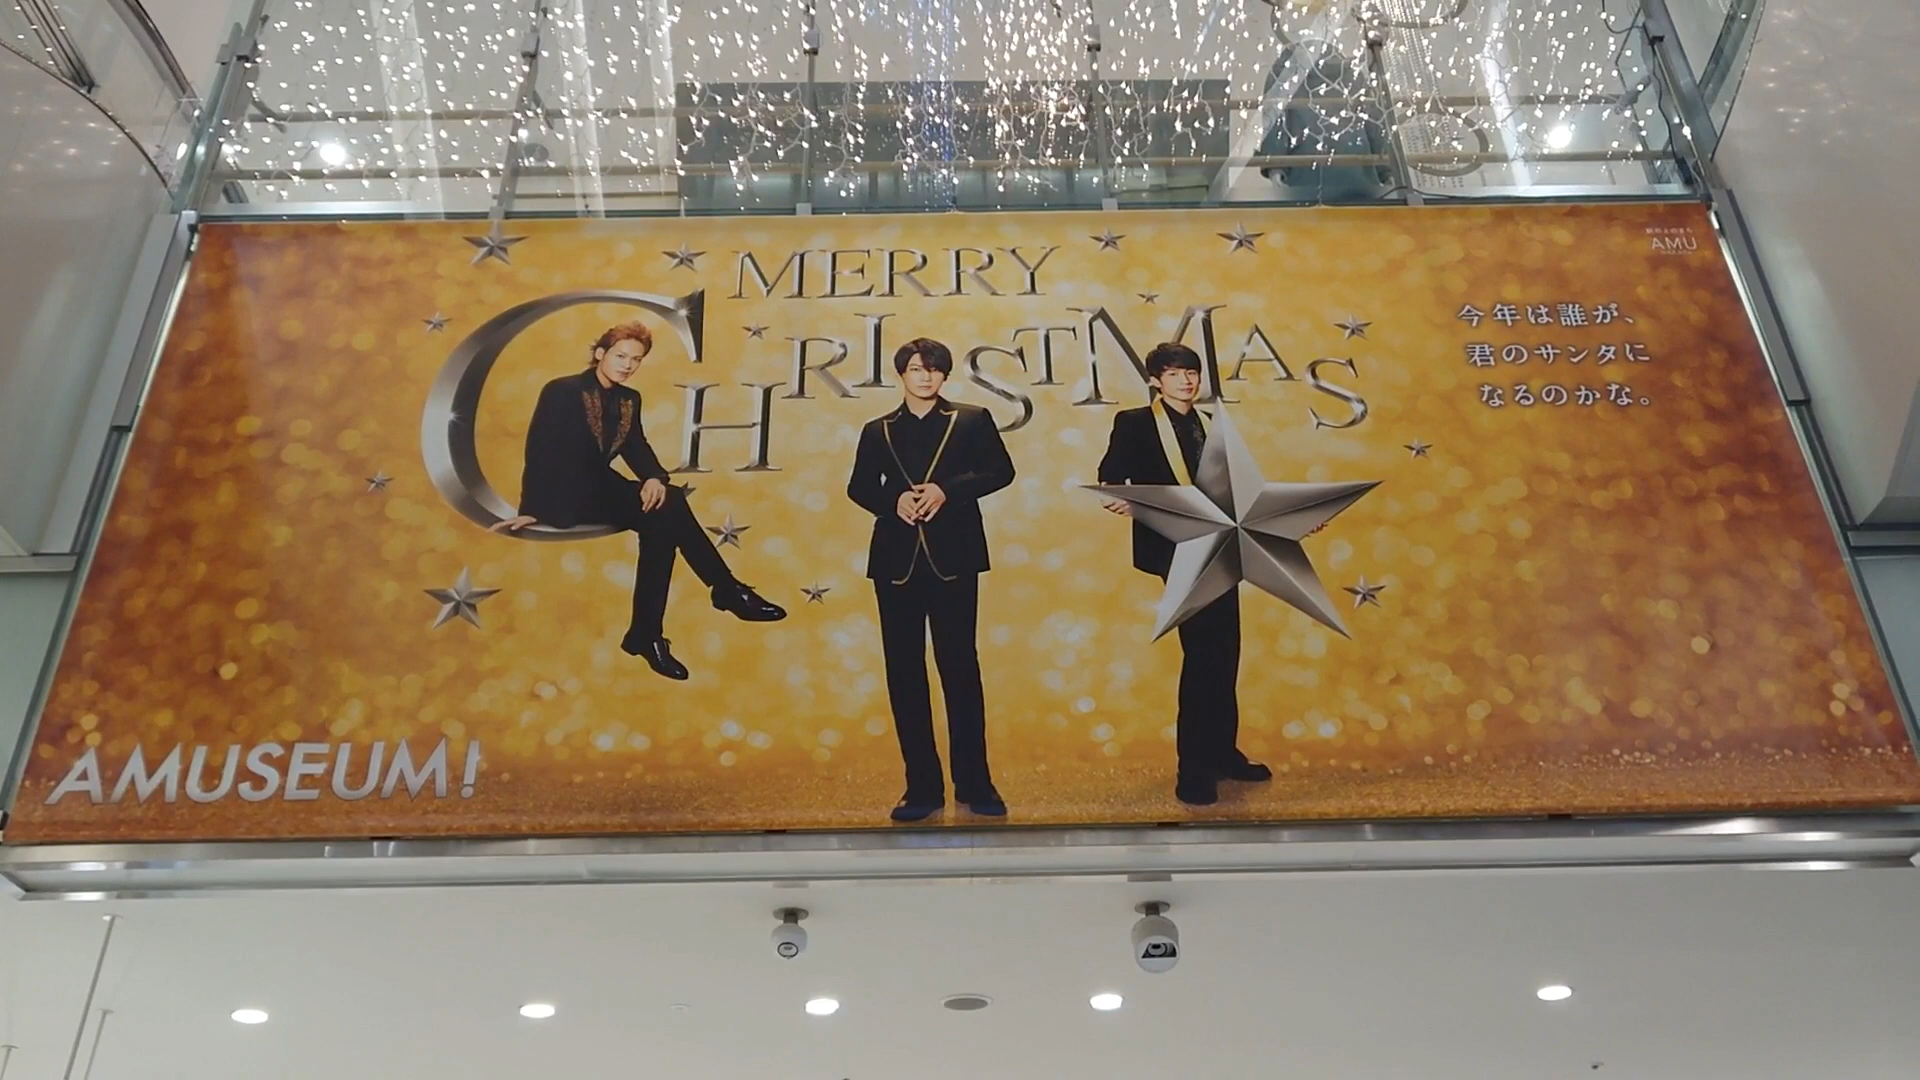 MERRY
CHRISTMAS
今年は誰が、
君のサンタに
なるのかな。
AMU
AMUSEUM!